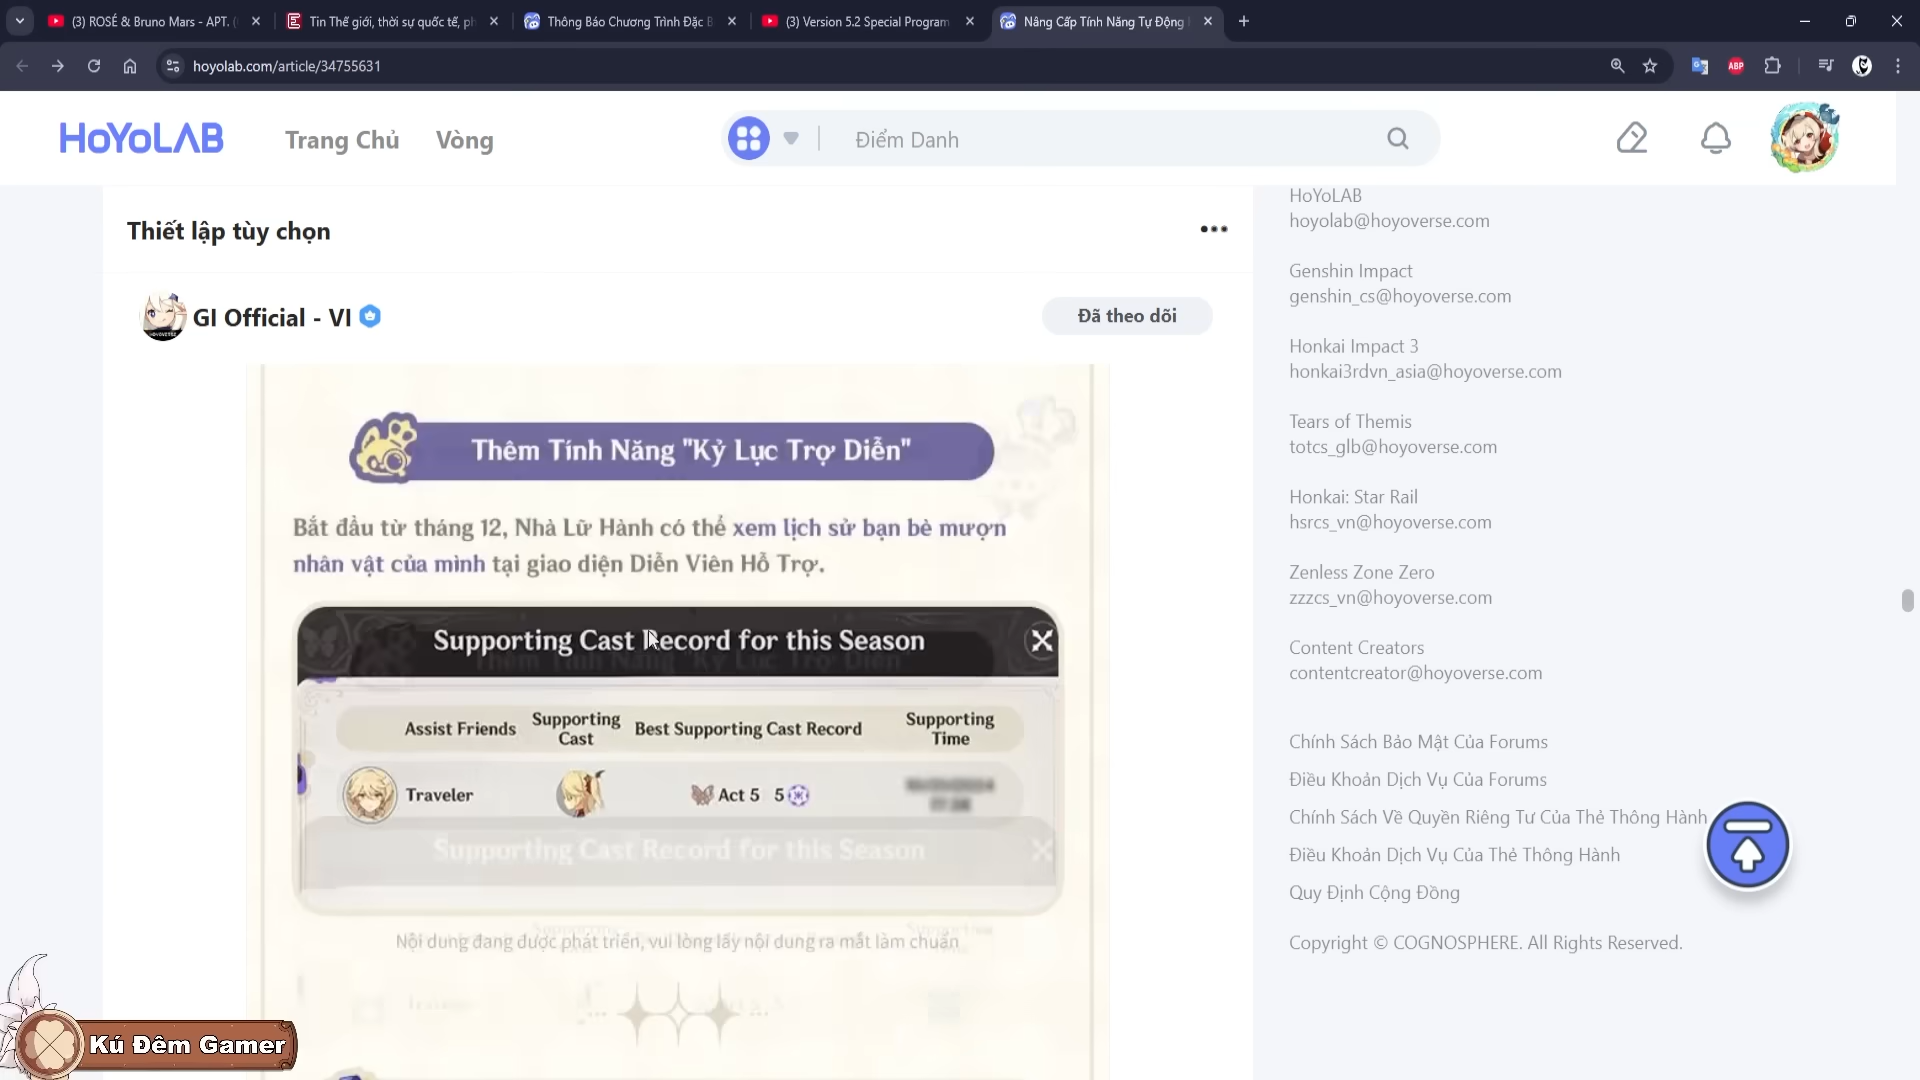 (3) ROSÉ & Bruno Mars - APT. (
Tin Thế giới, thời sự quốc tế, ph
Thông Báo Chương Trình Đặc B
(3) Version 5.2 Special Program
Nâng Cấp Tính Năng Tự Động
hoyolab.com/article/34755631
ABP
HoYoLAB
Trang Chủ
Vòng
Điểm Danh
Thiết lập tùy chọn
GI Official - VI
Đã theo dõi
Thêm Tính Năng "Kỷ Lục Trợ Diễn"
Bắt đầu từ tháng 12, Nhà Lữ Hành có thể xem lịch sử bạn bè mượn
nhân vật của mình tại giao diện Diễn Viên Hỗ Trợ.
Supporting Cast Record for this Season
Assist Friends
Supporting
Cast
Best Supporting Cast Record
Supporting
Time
Traveler
Act 5 5
Supporting Cast Record for this Season
Nội dung đang được phát triển, vui lòng lấy nội dung ra mắt làm chuẩn
HoYoLAB
hoyolab@hoyoverse.com
Genshin Impact
genshin_cs@hoyoverse.com
Honkai Impact 3
honkai3rdvn_asia@hoyoverse.com
Tears of Themis
totcs_glb@hoyoverse.com
Honkai: Star Rail
hsrcs_vn@hoyoverse.com
Zenless Zone Zero
zzzcs_vn@hoyoverse.com
Content Creators
contentcreator@hoyoverse.com
Chính Sách Bảo Mật Của Forums
Điều Khoản Dịch Vụ Của Forums
Chính Sách Về Quyền Riêng Tư Của Thẻ Thông Hành
Điều Khoản Dịch Vụ Của Thẻ Thông Hành
Quy Định Cộng Đồng
Copyright © COGNOSPHERE. All Rights Reserved.
Kú Đêm Gamer